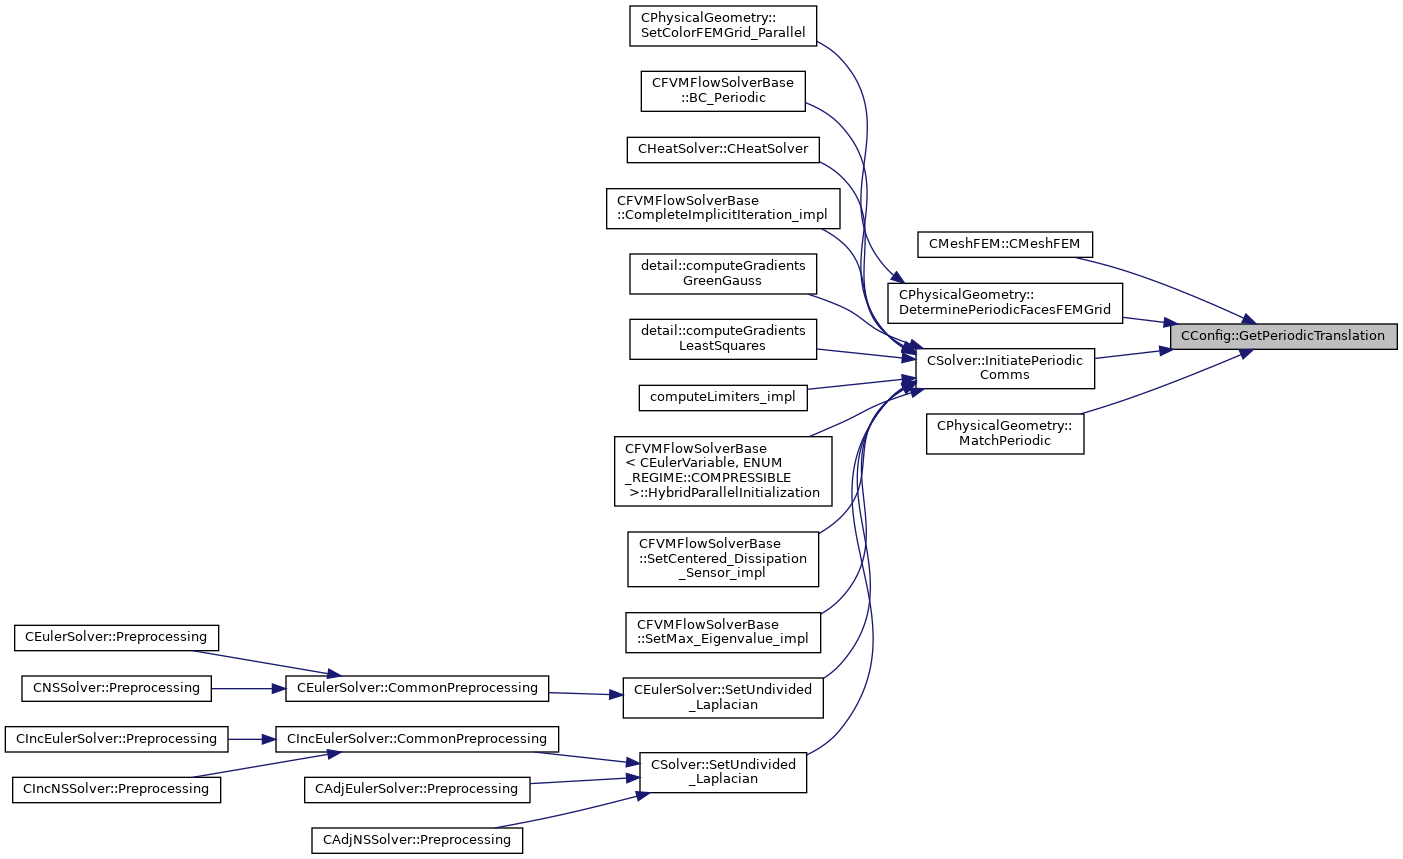 CPhysicalGeometry::
SetColorFEMGrid_Parallel
CFVMFlowSolverBase
::BC_Periodic
CHeatSolver::CHeatSolver
CFVMFlowSolverBase
::CompleteImplicitIteration_impl
detail::computeGradients
GreenGauss
detail::computeGradients
LeastSquares
computeLimiters_impl
CFVMFlowSolverBase
< CEulerVariable, ENUM
_REGIME::COMPRESSIBLE
>::HybridParallelInitialization
CFVMFlowSolverBase
::SetCentered_Dissipation
_Sensor_impl
CFVMFlowSolverBase
::SetMax_Eigenvalue_impl
CEulerSolver::SetUndivided
_Laplacian
CSolver::SetUndivided
_Laplacian
CEulerSolver::Preprocessing
CNSSolver::Preprocessing
CEulerSolver::CommonPreprocessing
CIncEulerSolver::Preprocessing
CIncEulerSolver::CommonPreprocessing
CIncNSSolver::Preprocessing
CAdjEulerSolver::Preprocessing
CAdjNSSolver::Preprocessing
CMeshFEM::CMeshFEM
CPhysicalGeometry::
DeterminePeriodicFacesFEMGrid
CSolver::InitiatePeriodic
Comms
CPhysicalGeometry::
MatchPeriodic
CConfig::GetPeriodicTranslation